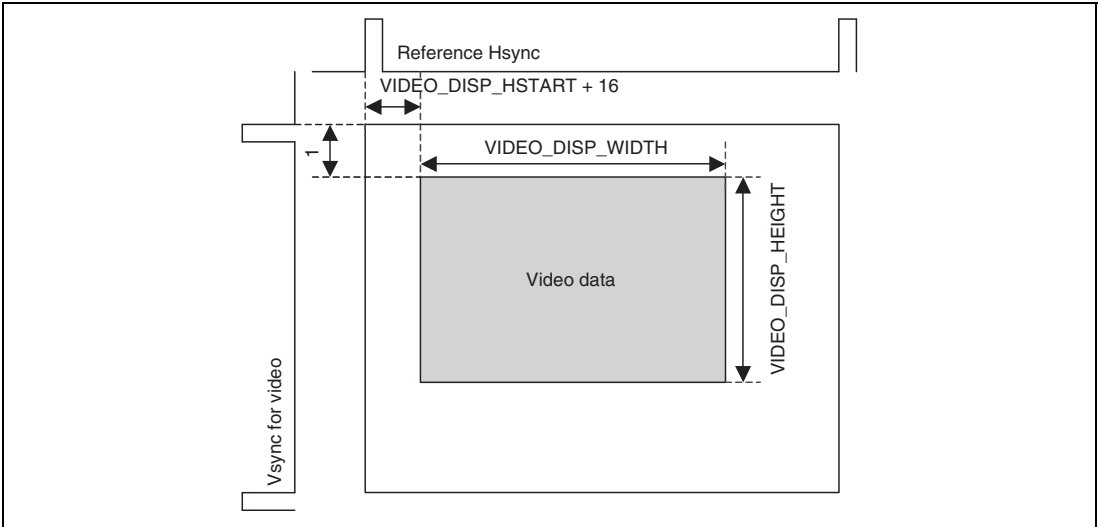 Reference Hsync
VIDEO_DISP_HSTART + 16
1
VIDEO_DISP_WIDTH
VIDEO_DISP_HEIGHT
Video data
Vsync for video